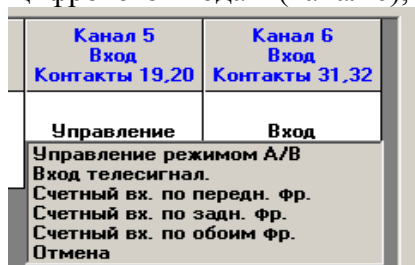 Канал 5 Канал 6
Вход Вход
Контакты 19,20 Контакты 31,32
Управление Вход
Управление режимом А/В
Вход телесигнал.
Счетный вх. по передн. фр.
Счетный вх. по задн. фр.
Счетный вх. по обоим фр.
Отмена